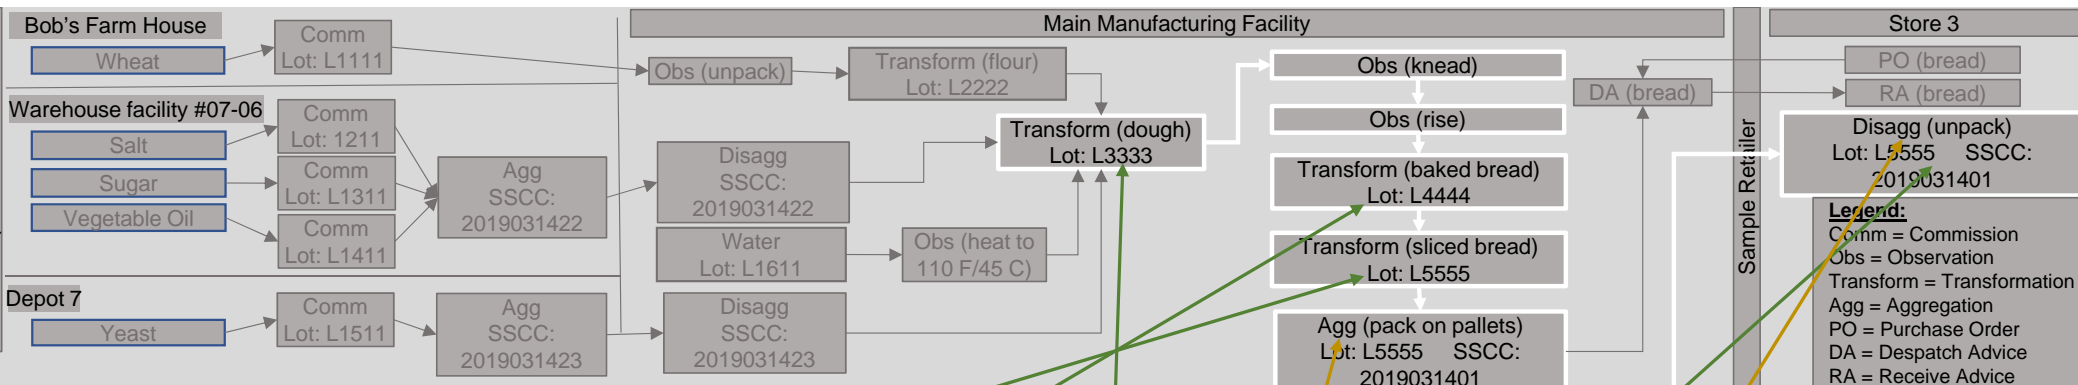 Bob's Farm House
Wheat
Comm
Lot: L1111
Warehouse facility #07-06
Salt
Sugar
Vegetable Oil
Comm
Lot: 1211
Comm
Lot: L1311
Comm
Lot: L1411
Agg
SSCC:
2019031422
Depot 7
Yeast
Comm
Lot: L1511
Agg
SSCC:
2019031423
Main Manufacturing Facility
Obs (unpack)
Transform (flour)
Lot: L2222
Disagg
SSCC:
2019031422
Water
Lot: L1611
Obs (heat to
110 F/45 C)
Disagg
SSCC:
2019031423
Transform (dough)
Lot: L3333
Obs (knead)
Obs (rise)
Transform (baked bread)
Lot: L4444
Transform (sliced bread)
Lot: L5555
Agg (pack on pallets)
Lot: L5555 SSCC:
2019031401
DA (bread)
Sample Retailer
Store 3
PO (bread)
RA (bread)
Disagg (unpack)
Lot: L5555 SSCC:
2019031401
Legend:
Comm = Commission
Obs = Observation
Transform = Transformation
Agg = Aggregation
PO = Purchase Order
DA = Despatch Advice
RA = Receive Advice